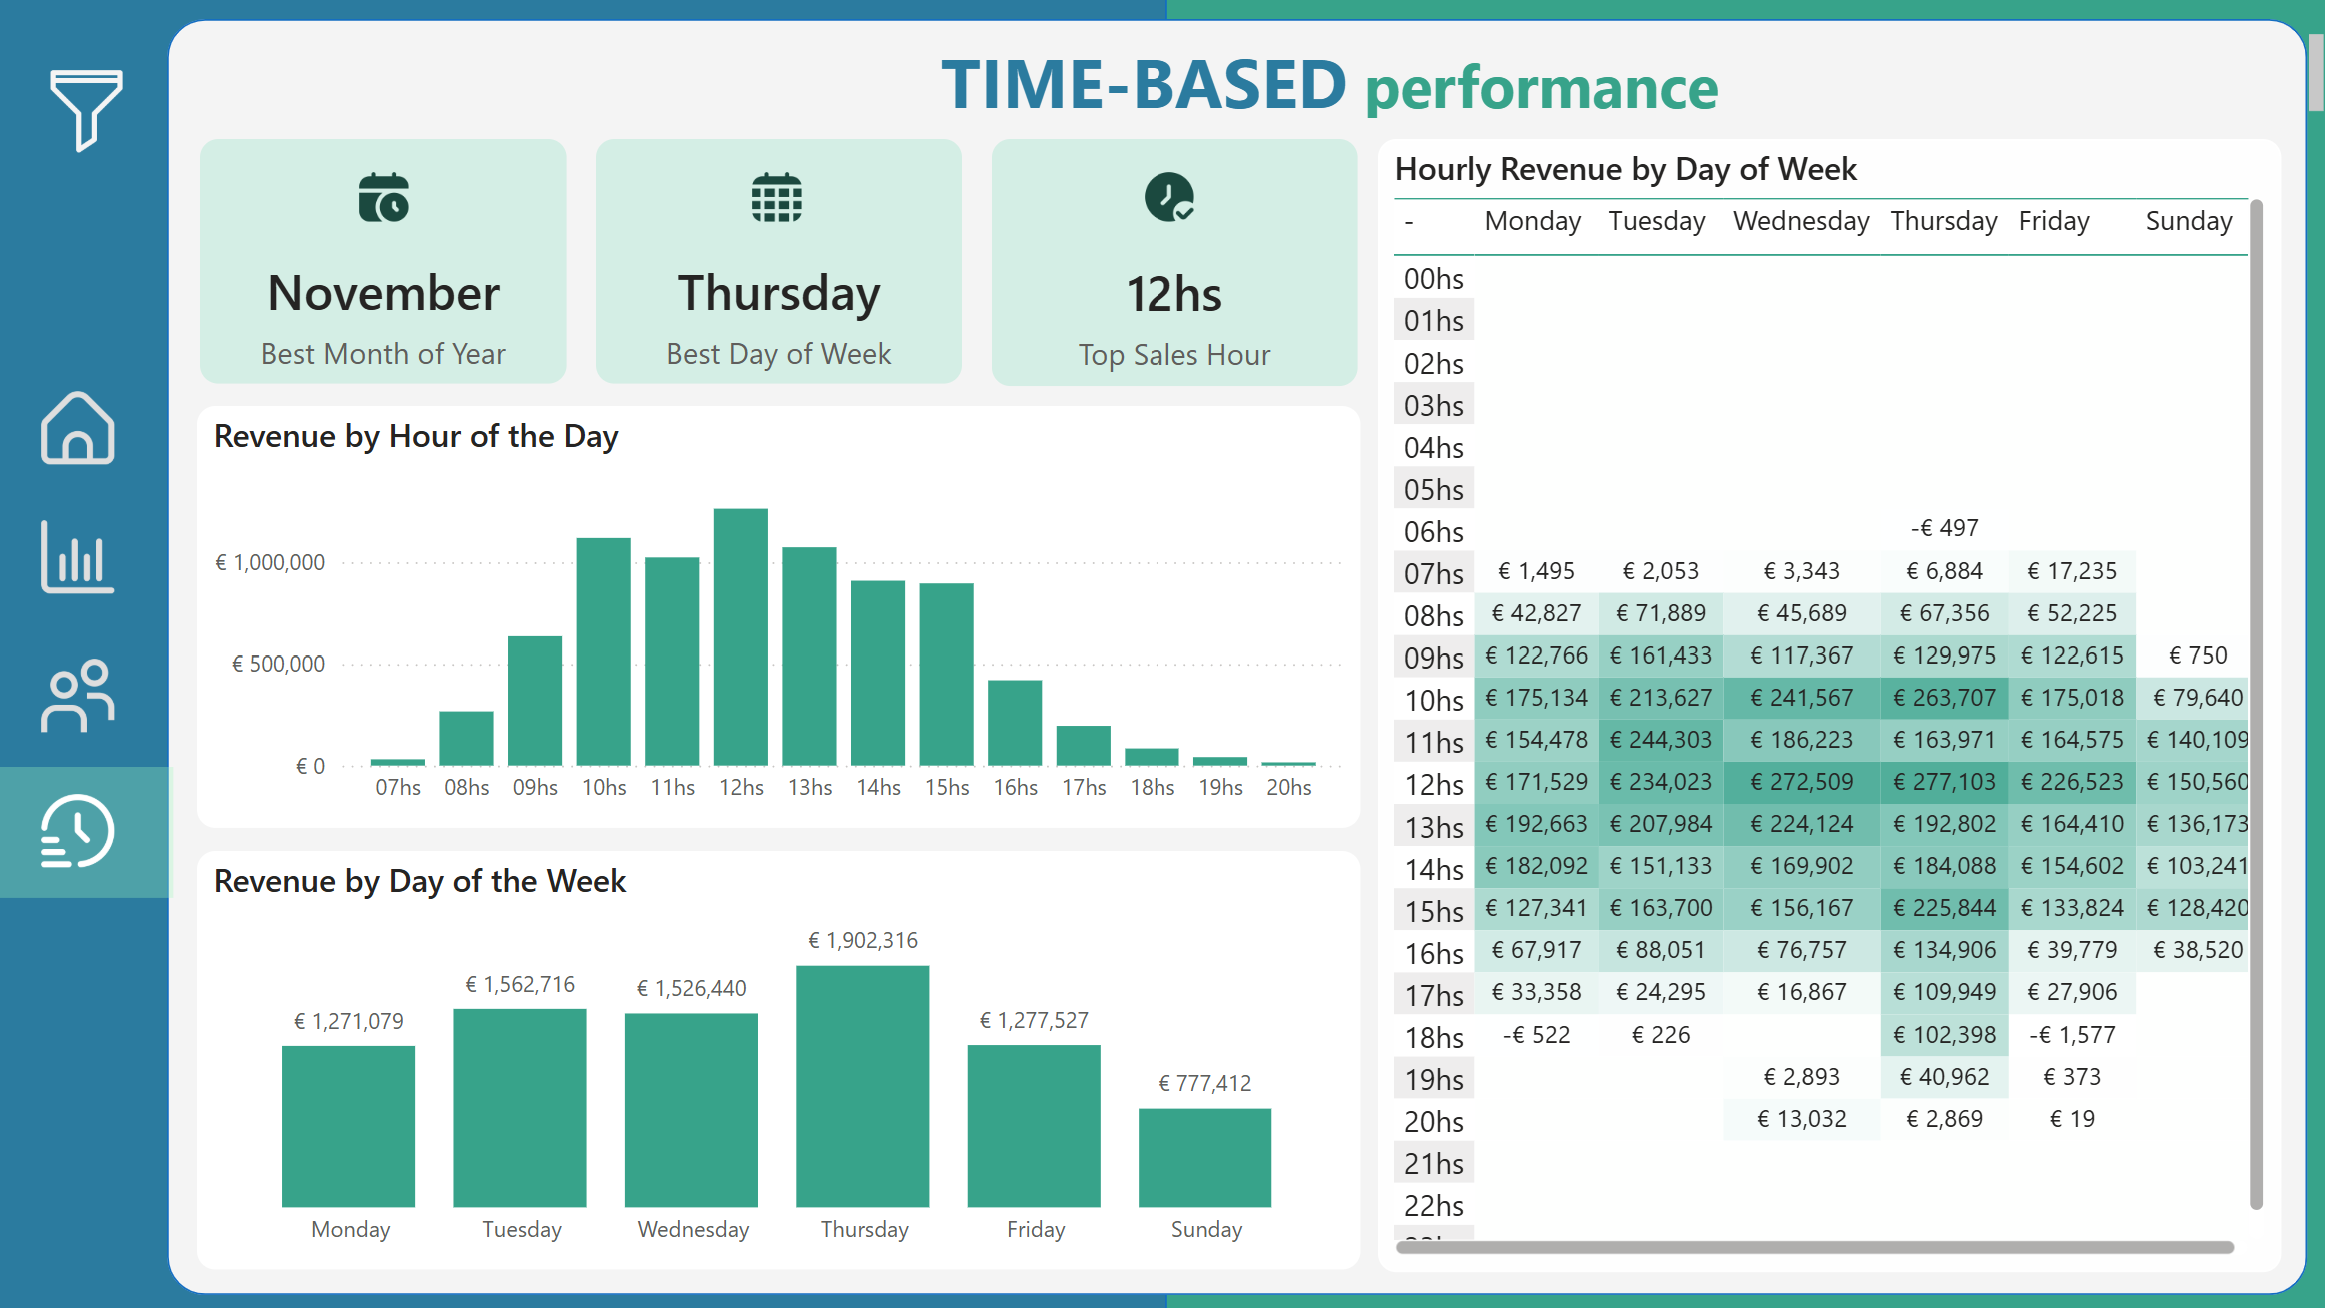 TIME-BASED performance
November
Best Month of Year
Thursday
Best Day of Week
12hs
Top Sales Hour
Revenue by Hour of the Day
€ 1,000,000
€ 500,000
€ 0
07hs 08hs 09hs 10hs 11hs 12hs 13hs 14hs 15hs 16hs 17hs 18hs 19hs 20hs
Revenue by Day of the Week
€ 1,271,079 € 1,562,716 € 1,526,440 € 1,902,316 € 1,277,527 € 777,412
Monday Tuesday Wednesday Thursday Friday Sunday
Hourly Revenue by Day of Week
- Monday Tuesday Wednesday Thursday Friday Sunday
00hs
01hs
02hs
03hs
04hs
05hs
06hs -€ 497
07hs € 1,495 € 2,053 € 3,343 € 6,884 € 17,235
08hs € 42,827 € 71,889 € 45,689 € 67,356 € 52,225
09hs € 122,766 € 161,433 € 117,367 € 129,975 € 122,615 € 750
10hs € 175,134 € 213,627 € 241,567 € 263,707 € 175,018 € 79,640
11hs € 154,478 € 244,303 € 186,223 € 163,971 € 164,575 € 140,109
12hs € 171,529 € 234,023 € 272,509 € 277,103 € 226,523 € 150,560
13hs € 192,663 € 207,984 € 224,124 € 192,802 € 164,410 € 136,173
14hs € 182,092 € 151,133 € 169,902 € 184,088 € 154,602 € 103,241
15hs € 127,341 € 163,700 € 156,167 € 225,844 € 133,824 € 128,420
16hs € 67,917 € 88,051 € 76,757 € 134,906 € 39,779 € 38,520
17hs € 33,358 € 24,295 € 16,867 € 109,949 € 27,906
18hs -€ 522 € 226 € 102,398 -€ 1,577
19hs € 2,893 € 40,962 € 373
20hs € 13,032 € 2,869 € 19
21hs
22hs